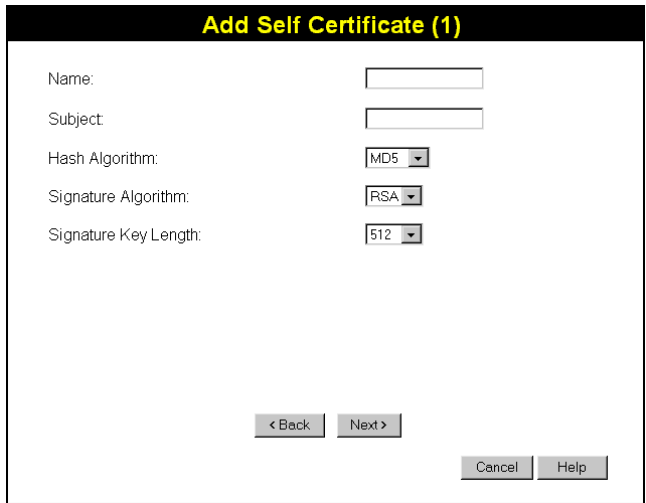 Add Self Certificate (1)
Name:
Subject:
Hash Algorithm: MD5
Signature Algorithm: RSA
Signature Key Length: 512
< Back Next >
Cancel Help